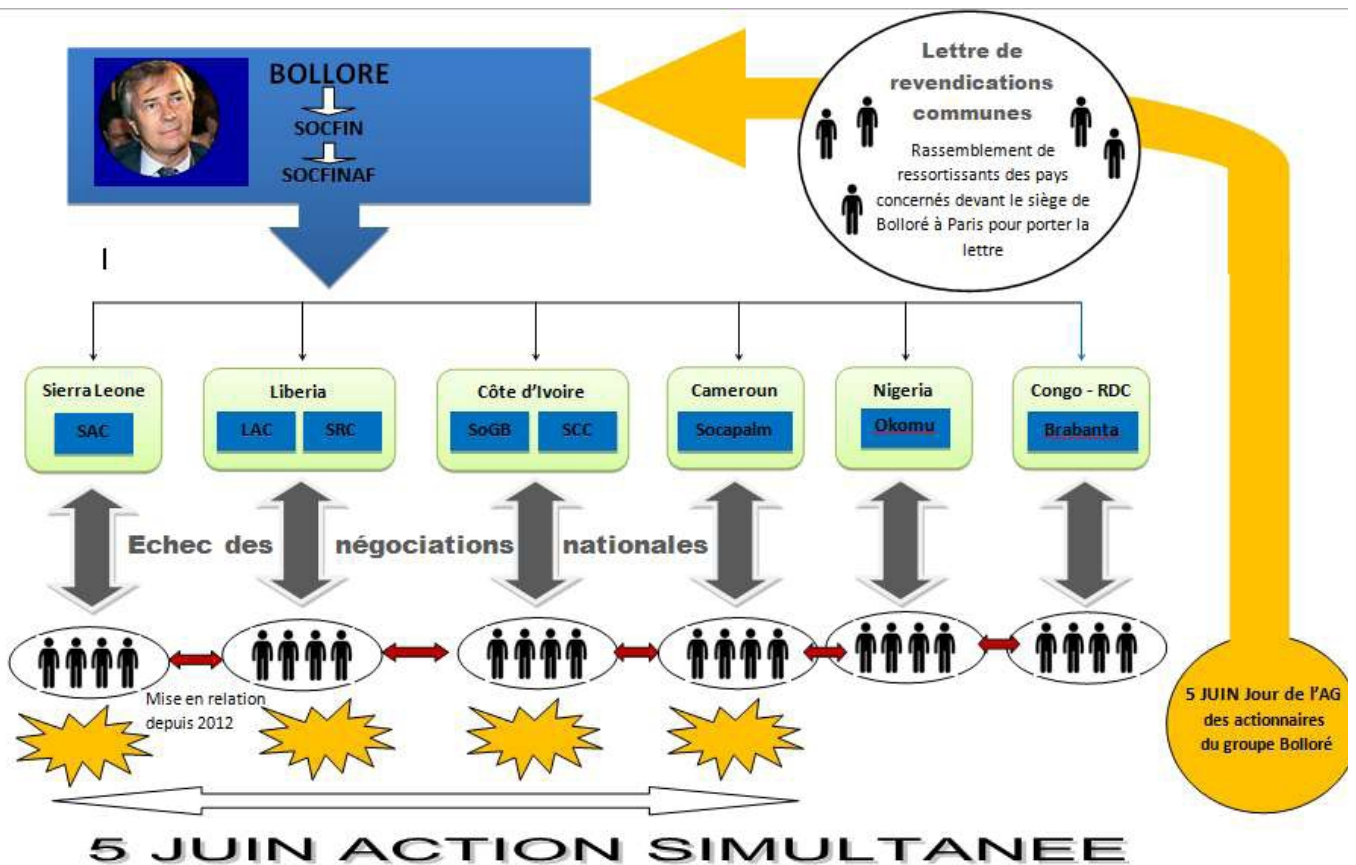 BOLLORE
SOCFIN
SOCFINAF
Lettre de
revendications
communes
Rassemblement de
ressortissants des pays
concernés devant le siège de
Bolloré à Paris pour porter la
lettre
Sierra Leone
SAC
Liberia
LAC SRC
Côte d'Ivoire
SoGB SCC
Cameroun
Socapalm
Nigeria
Okomu
Congo - RDC
Brabanta
Echec des négociations nationales
Mise en relation
depuis 2012
5 JUIN Jour de l'AG
des actionnaires
du groupe Bolloré
5 JUIN ACTION SIMULTANEE